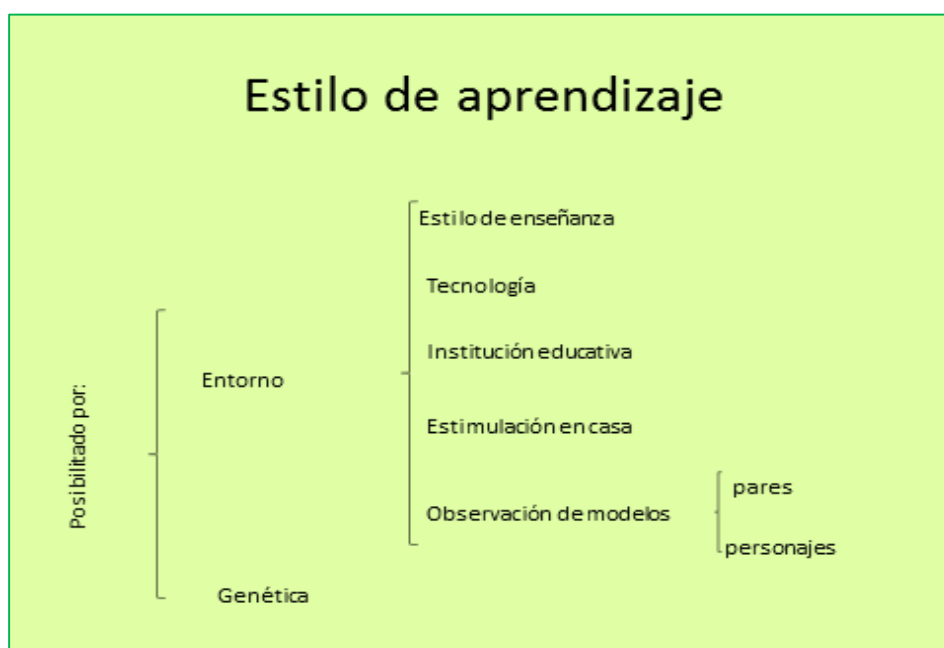 Estilo de aprendizaje
Posibilitado por:
Entorno
Estilo de enseñanza
Tecnología
Institución educativa
Estimulación en casa
Observación de modelos
pares
personajes
Genética